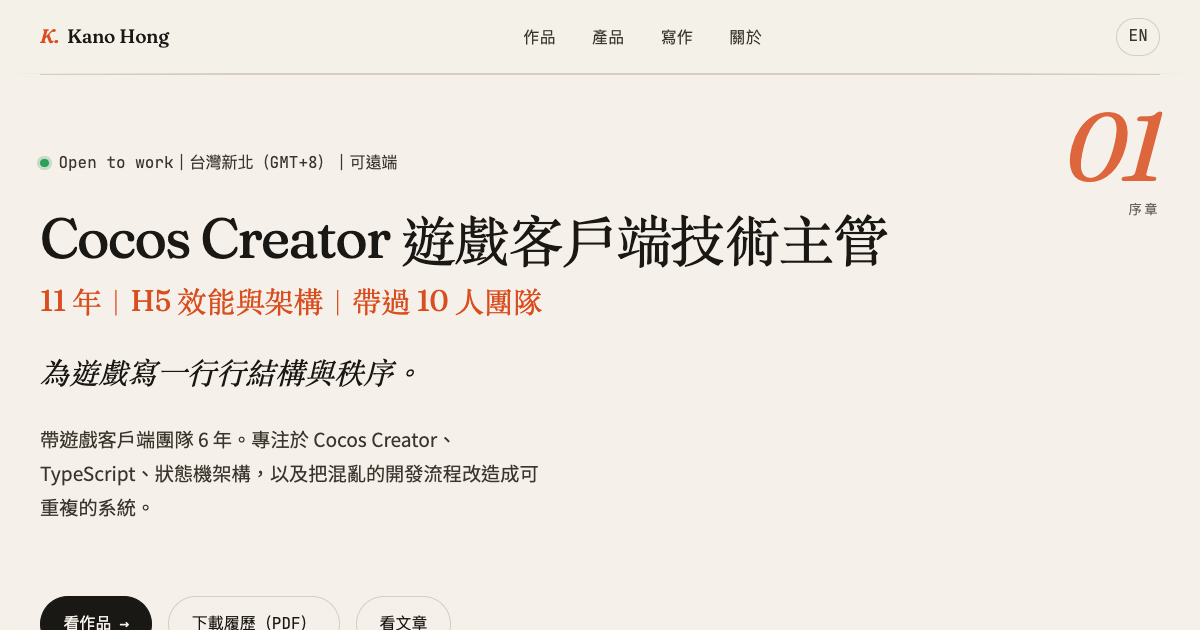 K. Kano Hong
作品 產品 寫作 關於
EN
01
序章
Open to work｜台灣新北（GMT+8）｜可遠端
Cocos Creator 遊戲客戶端技術主管
11 年｜H5 效能與架構｜帶過 10 人團隊
為遊戲寫一行行結構與秩序。
帶遊戲客戶端團隊 6 年。專注於 Cocos Creator、
TypeScript、狀態機架構，以及把混亂的開發流程改造成可
重複的系統。
看作品 →
下載履歷（PDF）
看文章